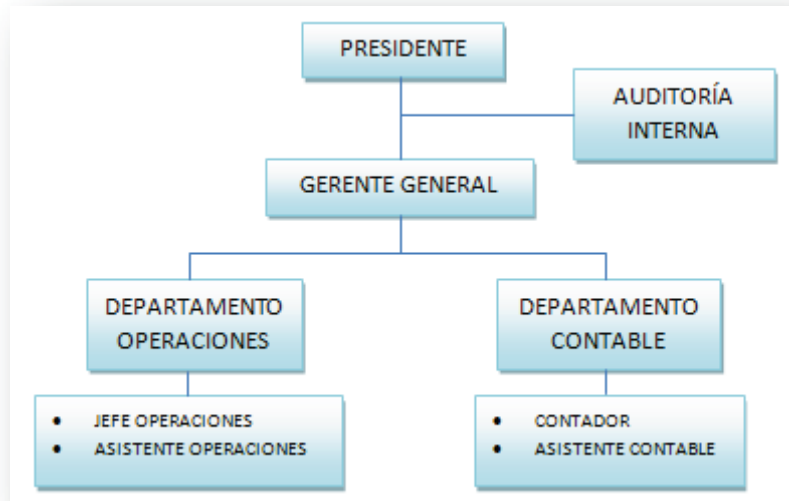 PRESIDENTE
AUDITORÍA
INTERNA
GERENTE GENERAL
DEPARTAMENTO
OPERACIONES
DEPARTAMENTO
CONTABLE
• JEFE OPERACIONES
• ASISTENTE OPERACIONES
• CONTADOR
• ASISTENTE CONTABLE